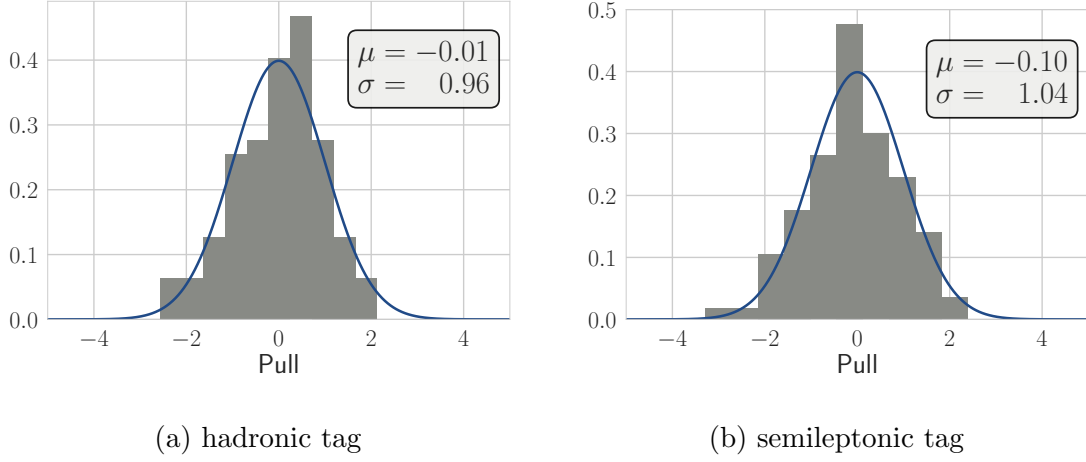 0.4
0.3
0.2
0.1
0.0
−4 −2 0 2 4
Pull
μ = −0.01
σ = 0.96
(a) hadronic tag
0.5
0.4
0.3
0.2
0.1
0.0
−4 −2 0 2 4
Pull
μ = −0.10
σ = 1.04
(b) semileptonic tag